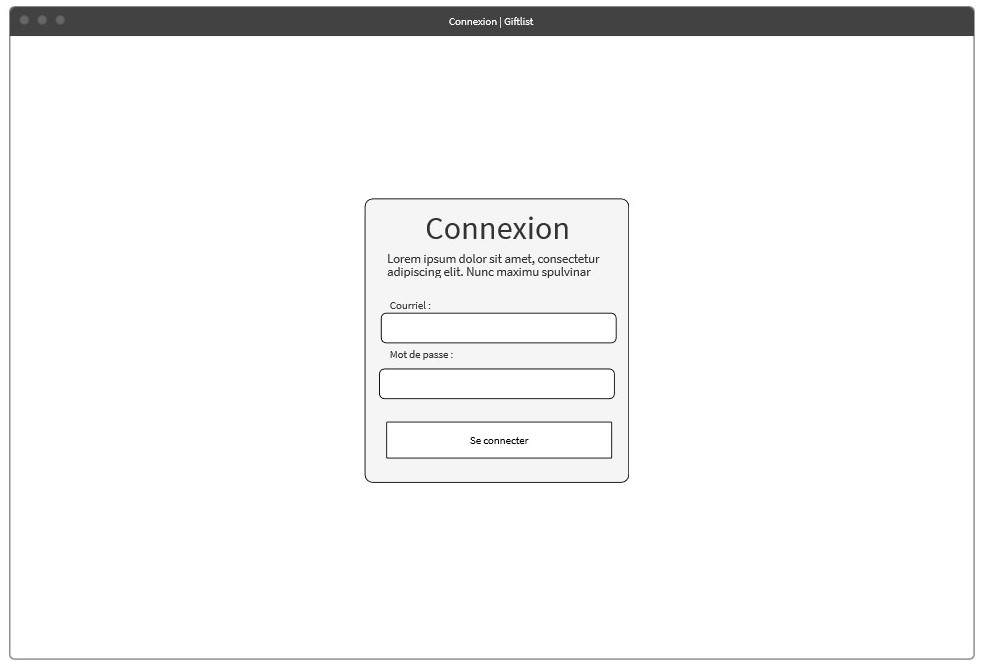 Connexion | Giftlist
Connexion
Lorem ipsum dolor sit amet, consectetur
adipiscing elit. Nunc maximu spulvinar
Courriel :
Mot de passe :
Se connecter